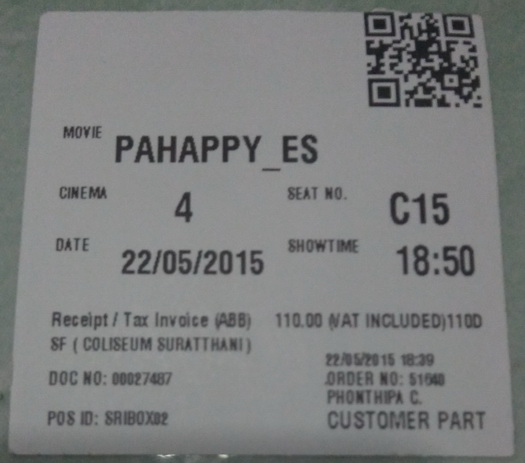 MOVIE PAHAPPY_ES
CINEMA 4 SEAT NO. C15
DATE 22/05/2015 SHOWTIME 18:50
Receipt / Tax Invoice (ABB) 110.00 (VAT INCLUDED)110D
SF ( COLISEUM SURATTHANI )
22/05/2015 18:39
DOC NO: 00027487 ORDER NO: 51640
PHONTHIPA C.
POS ID: SRIBOX02 CUSTOMER PART